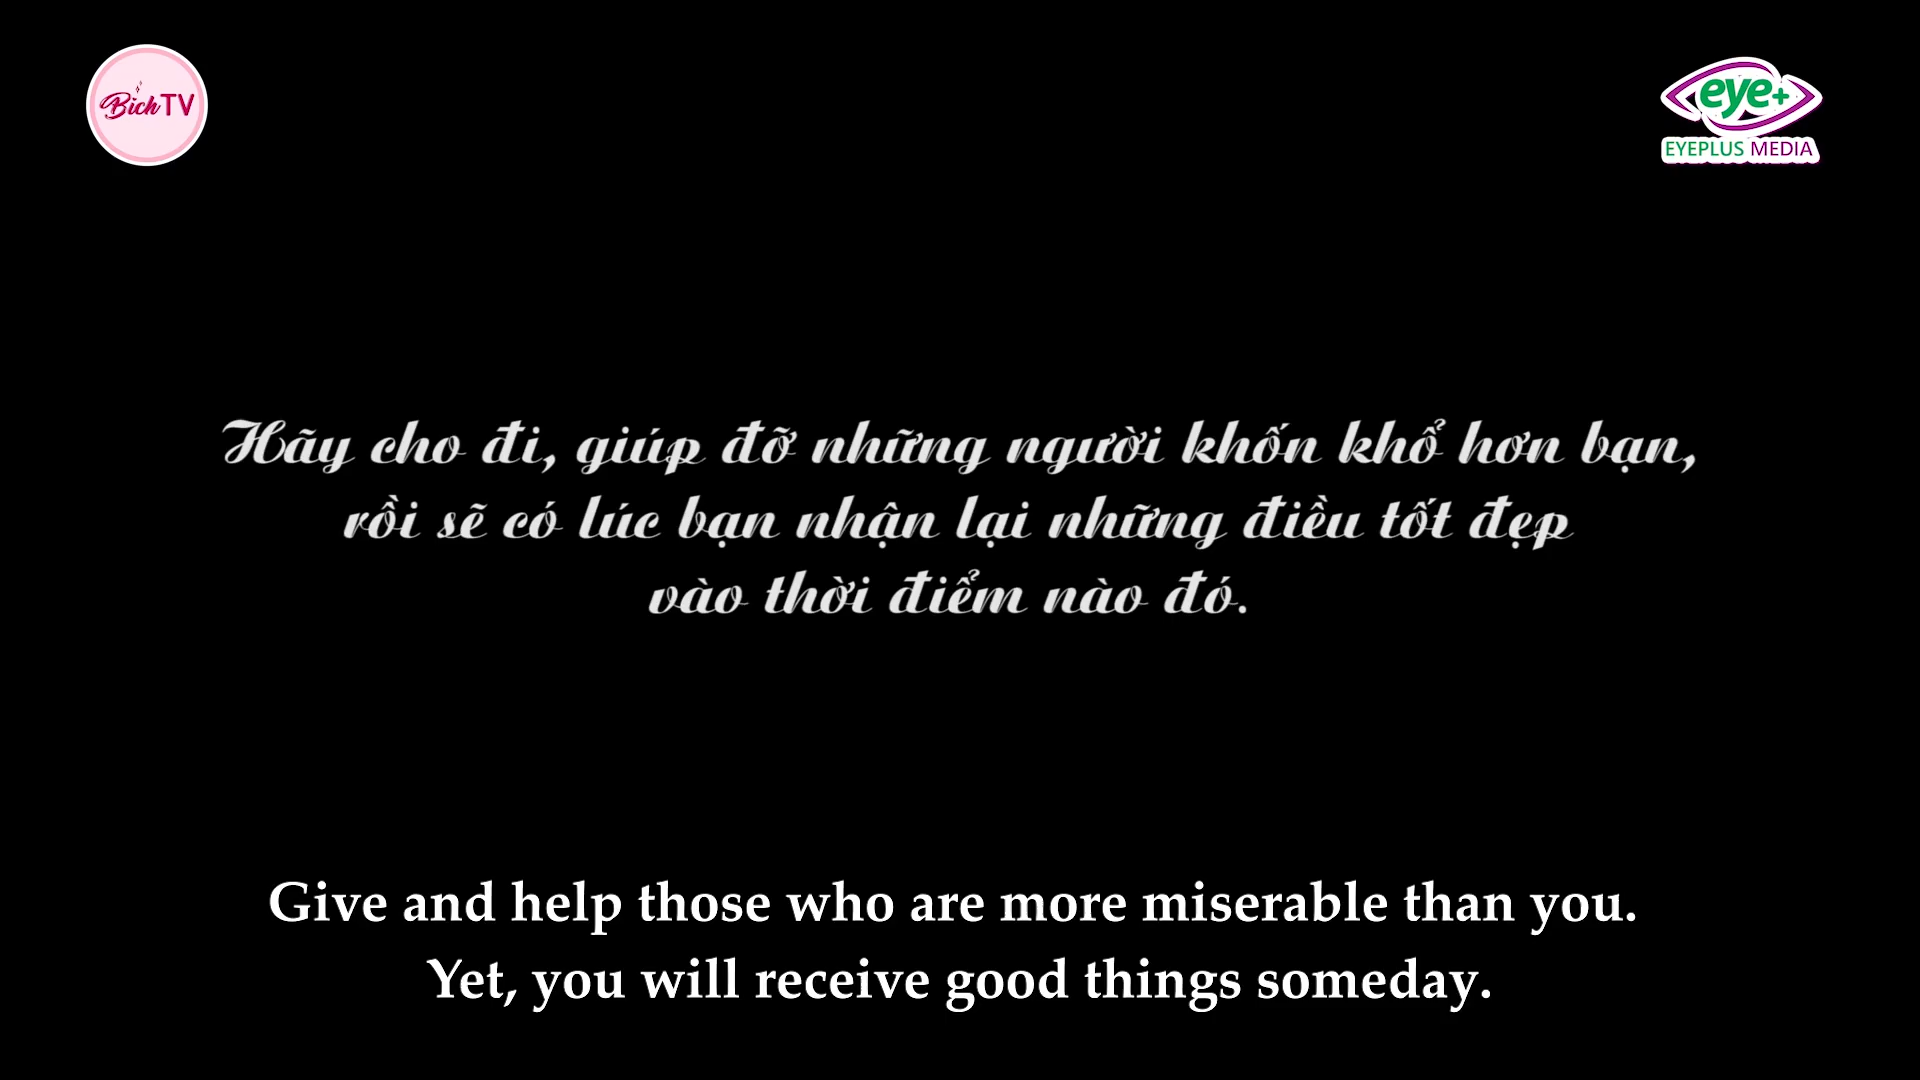 BichTV
eye+
EYEPLUS MEDIA
Hãy cho đi, giúp đỡ những người khốn khổ hơn bạn,
rồi sẽ có lúc bạn nhận lại những điều tốt đẹp
vào thời điểm nào đó.
Give and help those who are more miserable than you.
Yet, you will receive good things someday.